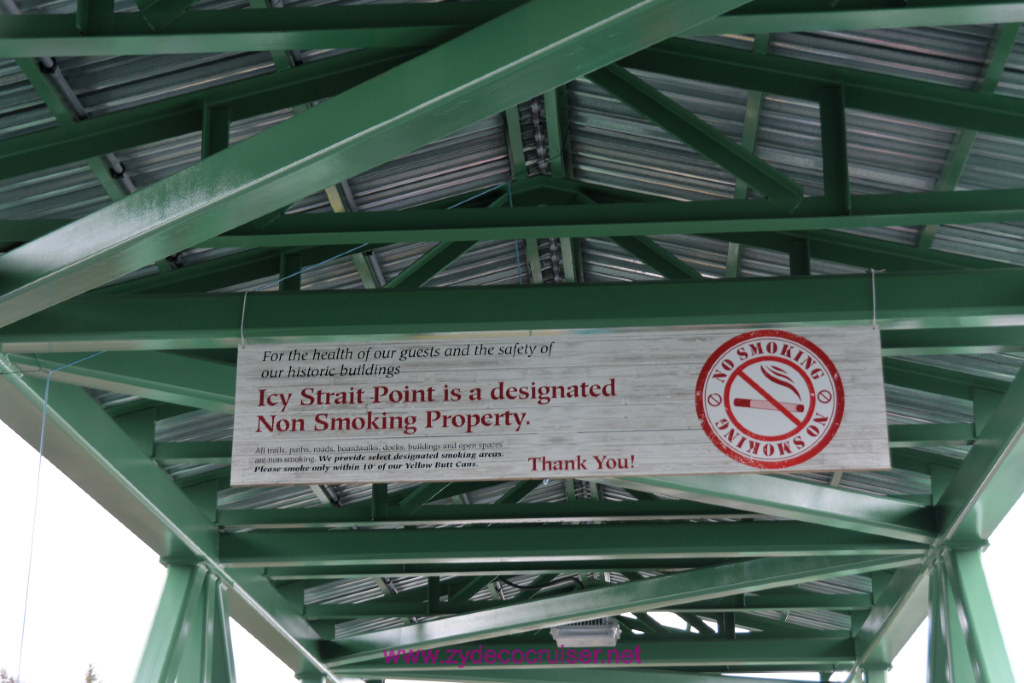 For the health of our guests and the safety of
our historic buildings
Icy Strait Point is a designated
Non Smoking Property.
All trails, paths, roads, boardwalks, docks, buildings and open spaces
are non smoking. We provide select designated smoking areas.
Please smoke only within 10' of our Yellow Butt Cans.
Thank You!
NO SMOKING
NO SMOKING
www.zydecocruiser.net